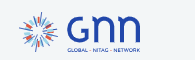 GNN
GLOBAL - NITAG - NETWORK